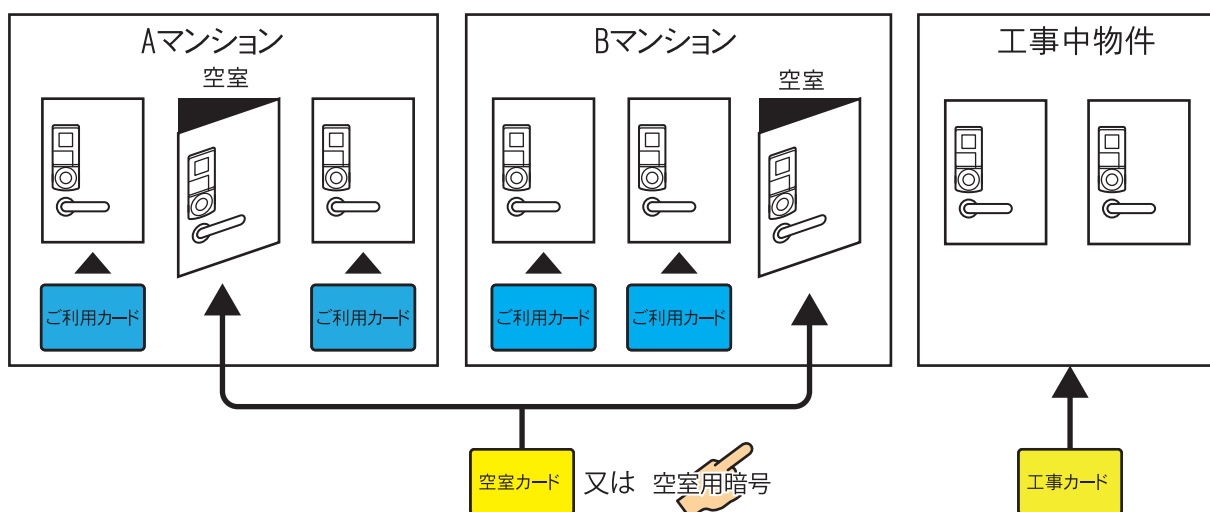 Aマンション
空室
ご利用カード
ご利用カード
Bマンション
空室
ご利用カード
ご利用カード
工事中物件
空室カード 又は 空室用暗号
工事カード